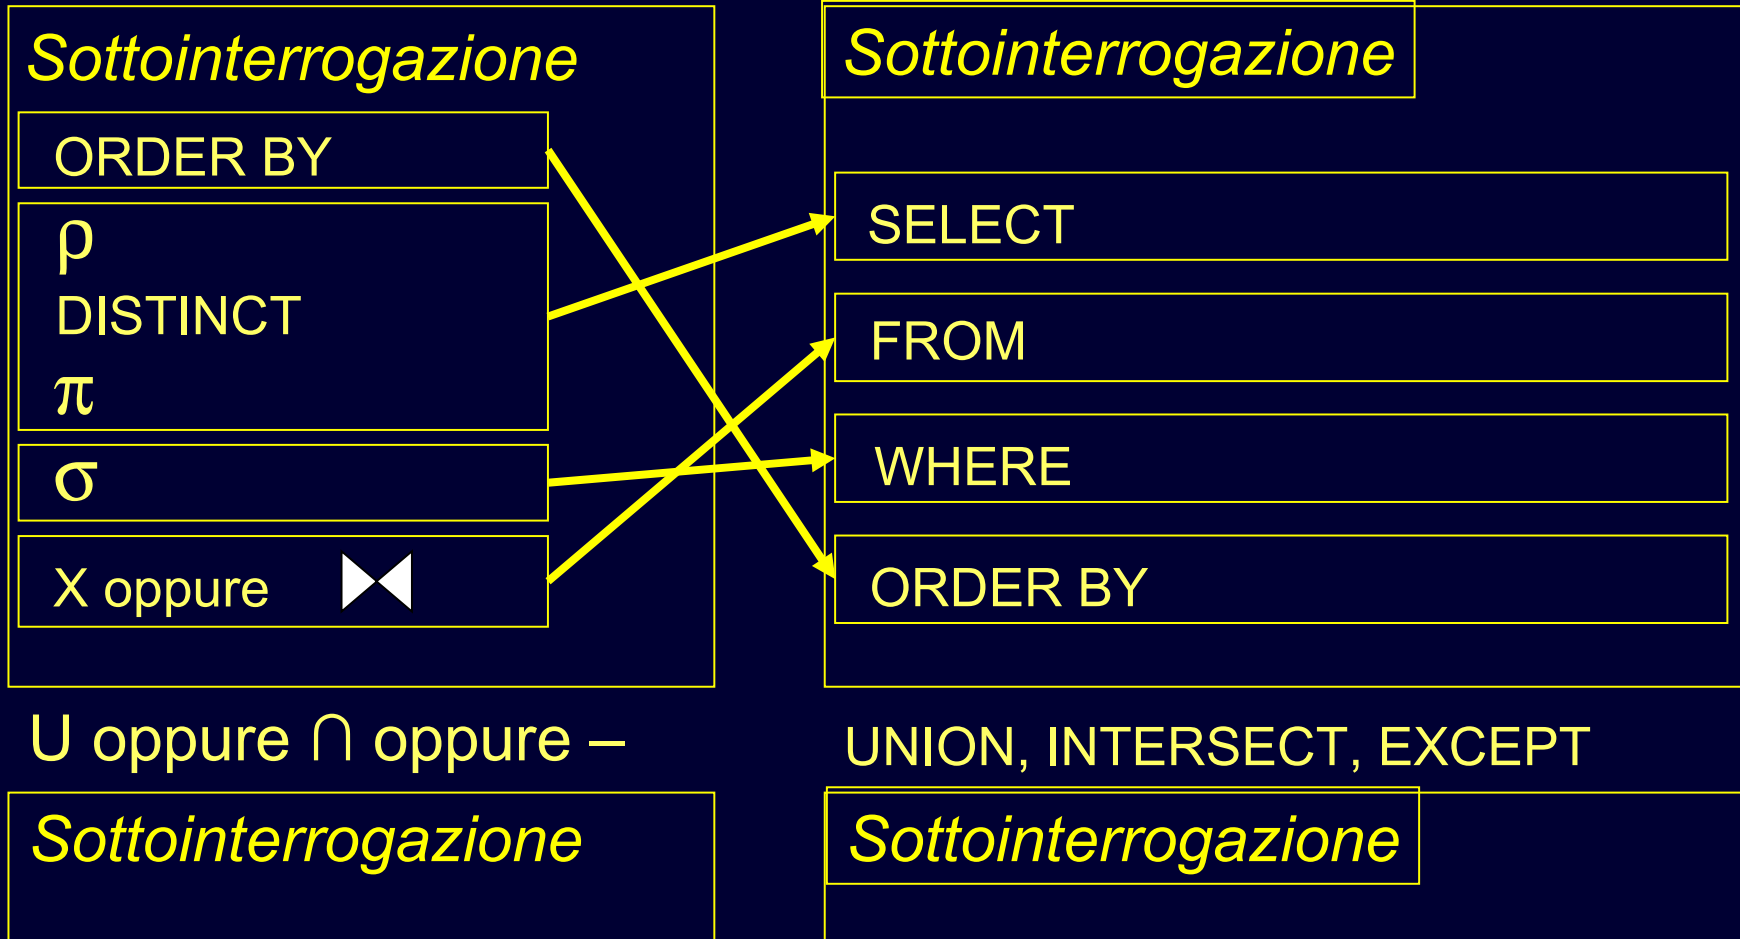 Sottointerrogazione
ORDER BY
ρ
DISTINCT
π
σ
X oppure ⋈
U oppure ∩ oppure –
Sottointerrogazione
Sottointerrogazione
SELECT
FROM
WHERE
ORDER BY
UNION, INTERSECT, EXCEPT
Sottointerrogazione